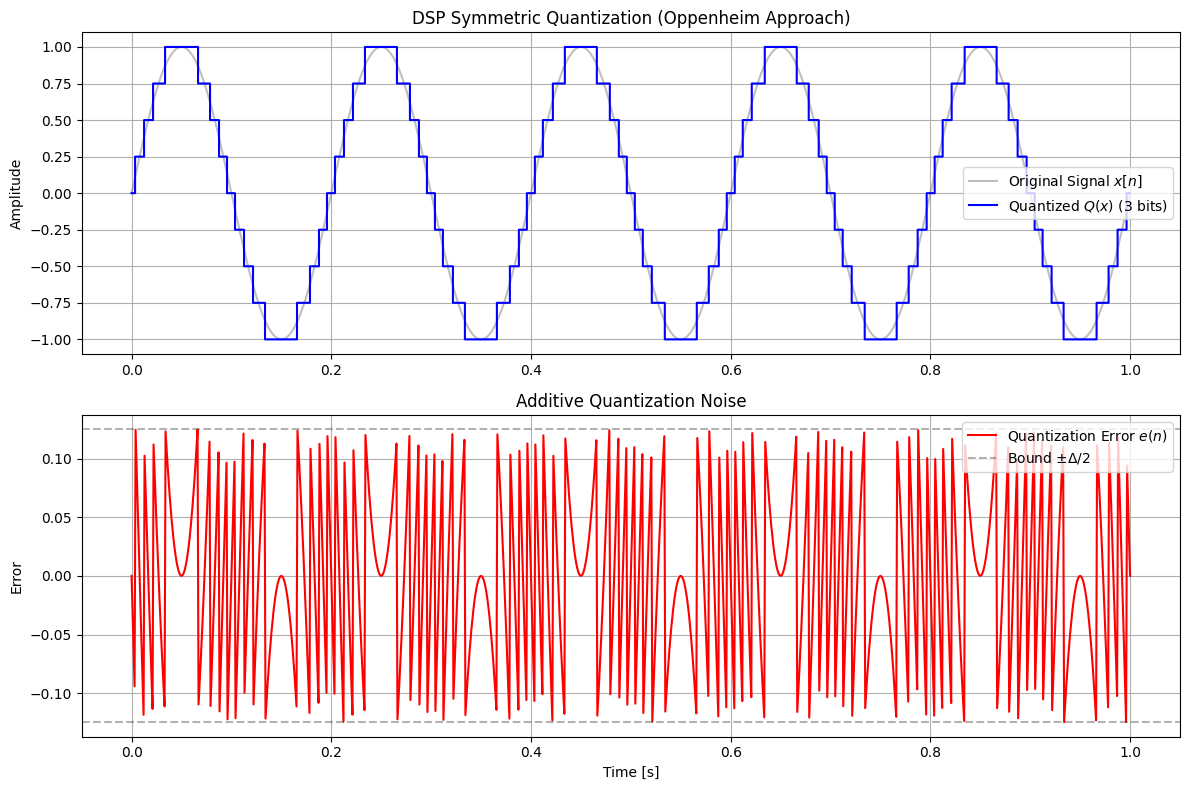 DSP Symmetric Quantization (Oppenheim Approach)
1.00
0.75
0.50
0.25
0.00
−0.25
−0.50
−0.75
−1.00
Amplitude
Original Signal x[n]
Quantized Q(x) (3 bits)
0.0 0.2 0.4 0.6 0.8 1.0
Additive Quantization Noise
0.10
0.05
0.00
−0.05
−0.10
Error
Quantization Error e(n)
Bound ±Δ/2
0.0 0.2 0.4 0.6 0.8 1.0
Time [s]